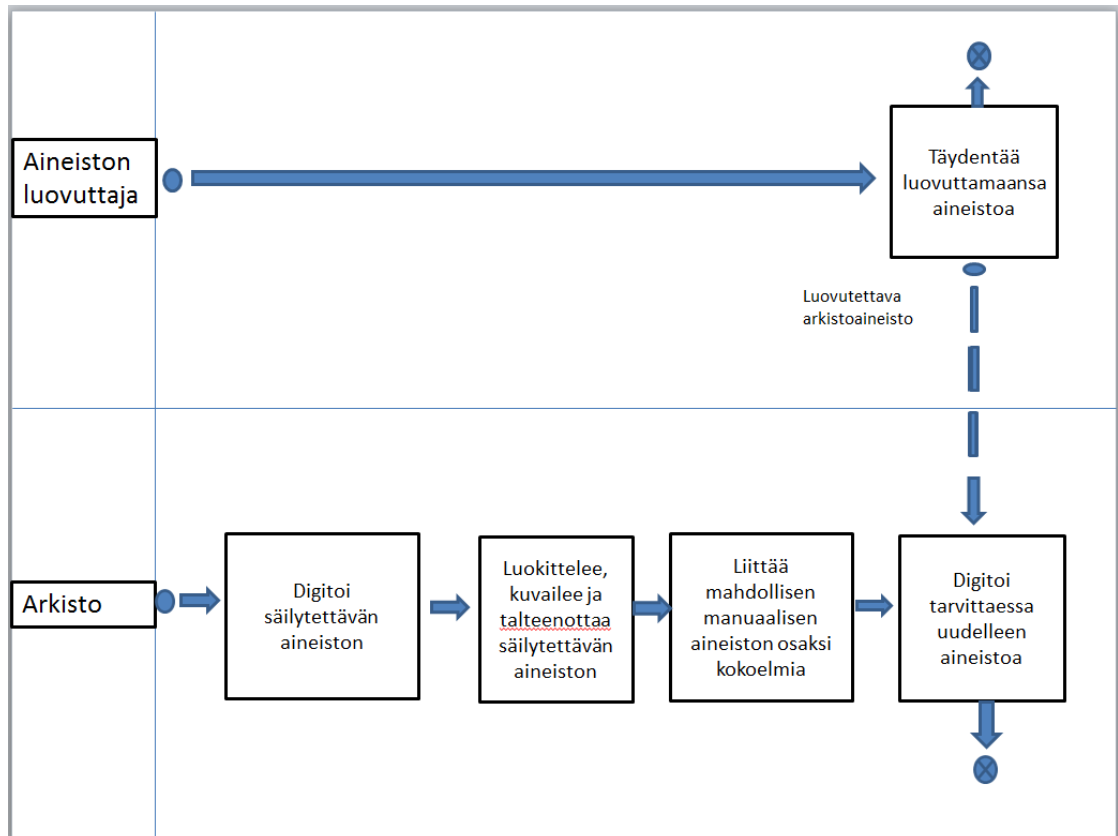 Aineiston
luovuttaja
Täydentää
luovuttamaansa
aineistoa
Luovutettava
arkistoaineisto
Arkisto
Digitoi
säilytettävän
aineiston
Luokittelee,
kuvailee ja
talteenottaa
säilytettävän
aineiston
Liittää
mahdollisen
manuaalisen
aineiston osaksi
kokoelmia
Digitoi
tarvittaessa
uudelleen
aineistoa